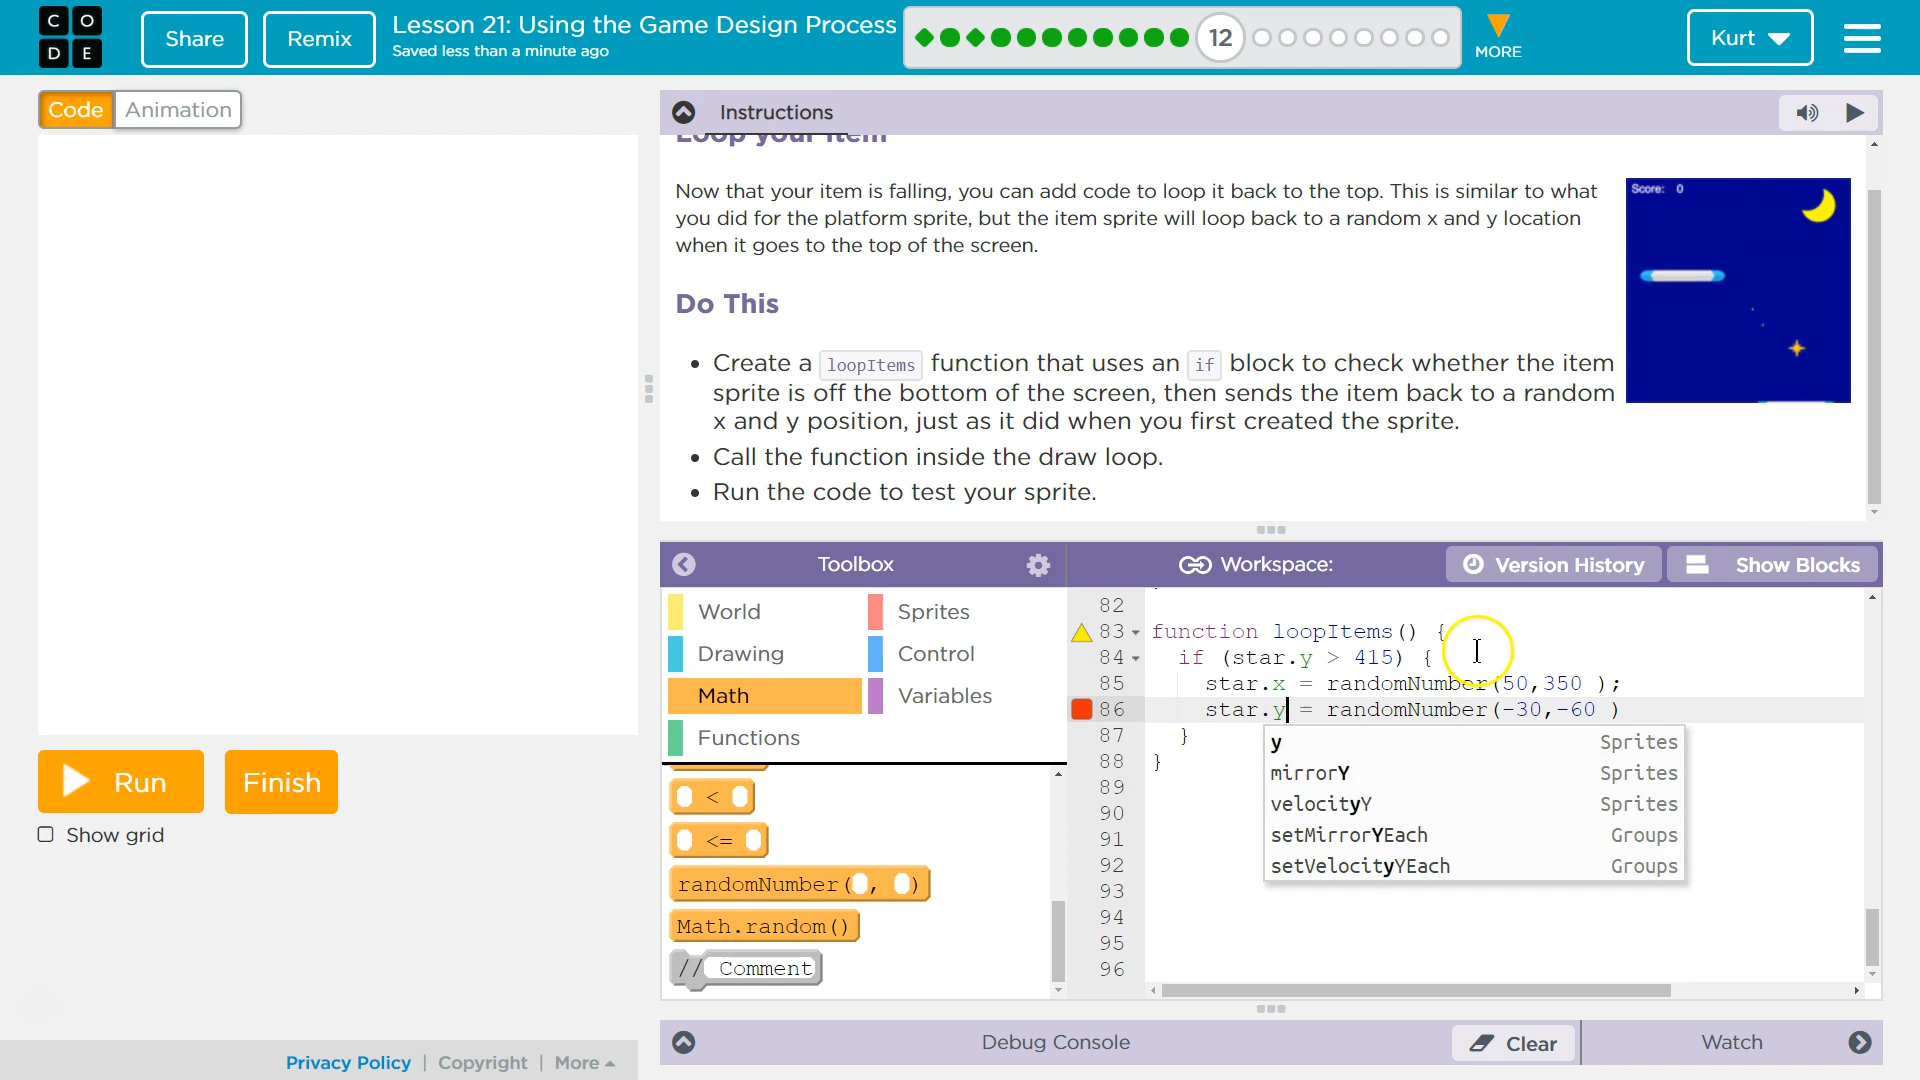 C O
D E
Share
Remix
Lesson 21: Using the Game Design Process
Saved less than a minute ago
12
MORE
Kurt
Code
Animation
Instructions
Loop your item
Now that your item is falling, you can add code to loop it back to the top. This is similar to what
you did for the platform sprite, but the item sprite will loop back to a random x and y location
when it goes to the top of the screen.
Score: 0
Do This
• Create a loopItems function that uses an if block to check whether the item
sprite is off the bottom of the screen, then sends the item back to a random
x and y position, just as it did when you first created the sprite.
• Call the function inside the draw loop.
• Run the code to test your sprite.
Toolbox
Workspace:
Version History
Show Blocks
World
Sprites
Drawing
Control
Math
Variables
Functions
<
<=
randomNumber( , )
Math.random()
// Comment
82
83 function loopItems() {
84 if (star.y > 415) {
85 star.x = randomNumber(50,350 );
86 star.y = randomNumber(-30,-60 )
87 }
88 }
89
90
91
92
93
94
95
96
y Sprites
mirrorY Sprites
velocityY Sprites
setMirrorYEach Groups
setVelocityYEach Groups
Run
Finish
Show grid
Debug Console
Clear
Watch
Privacy Policy | Copyright | More